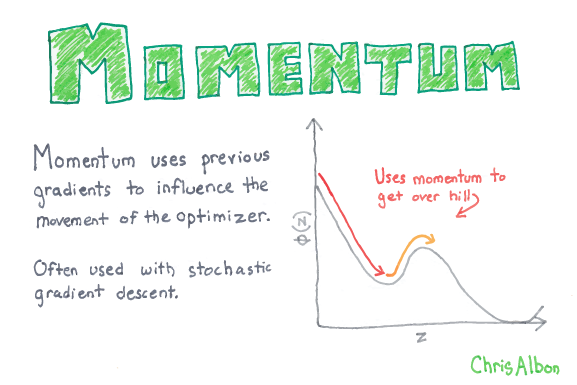 MOMENTUM
Momentum uses previous
gradients to influence the
movement of the optimizer.
Often used with stochastic
gradient descent.
Uses momentum to
get over hill
Φ(z)
z
Chris Albon